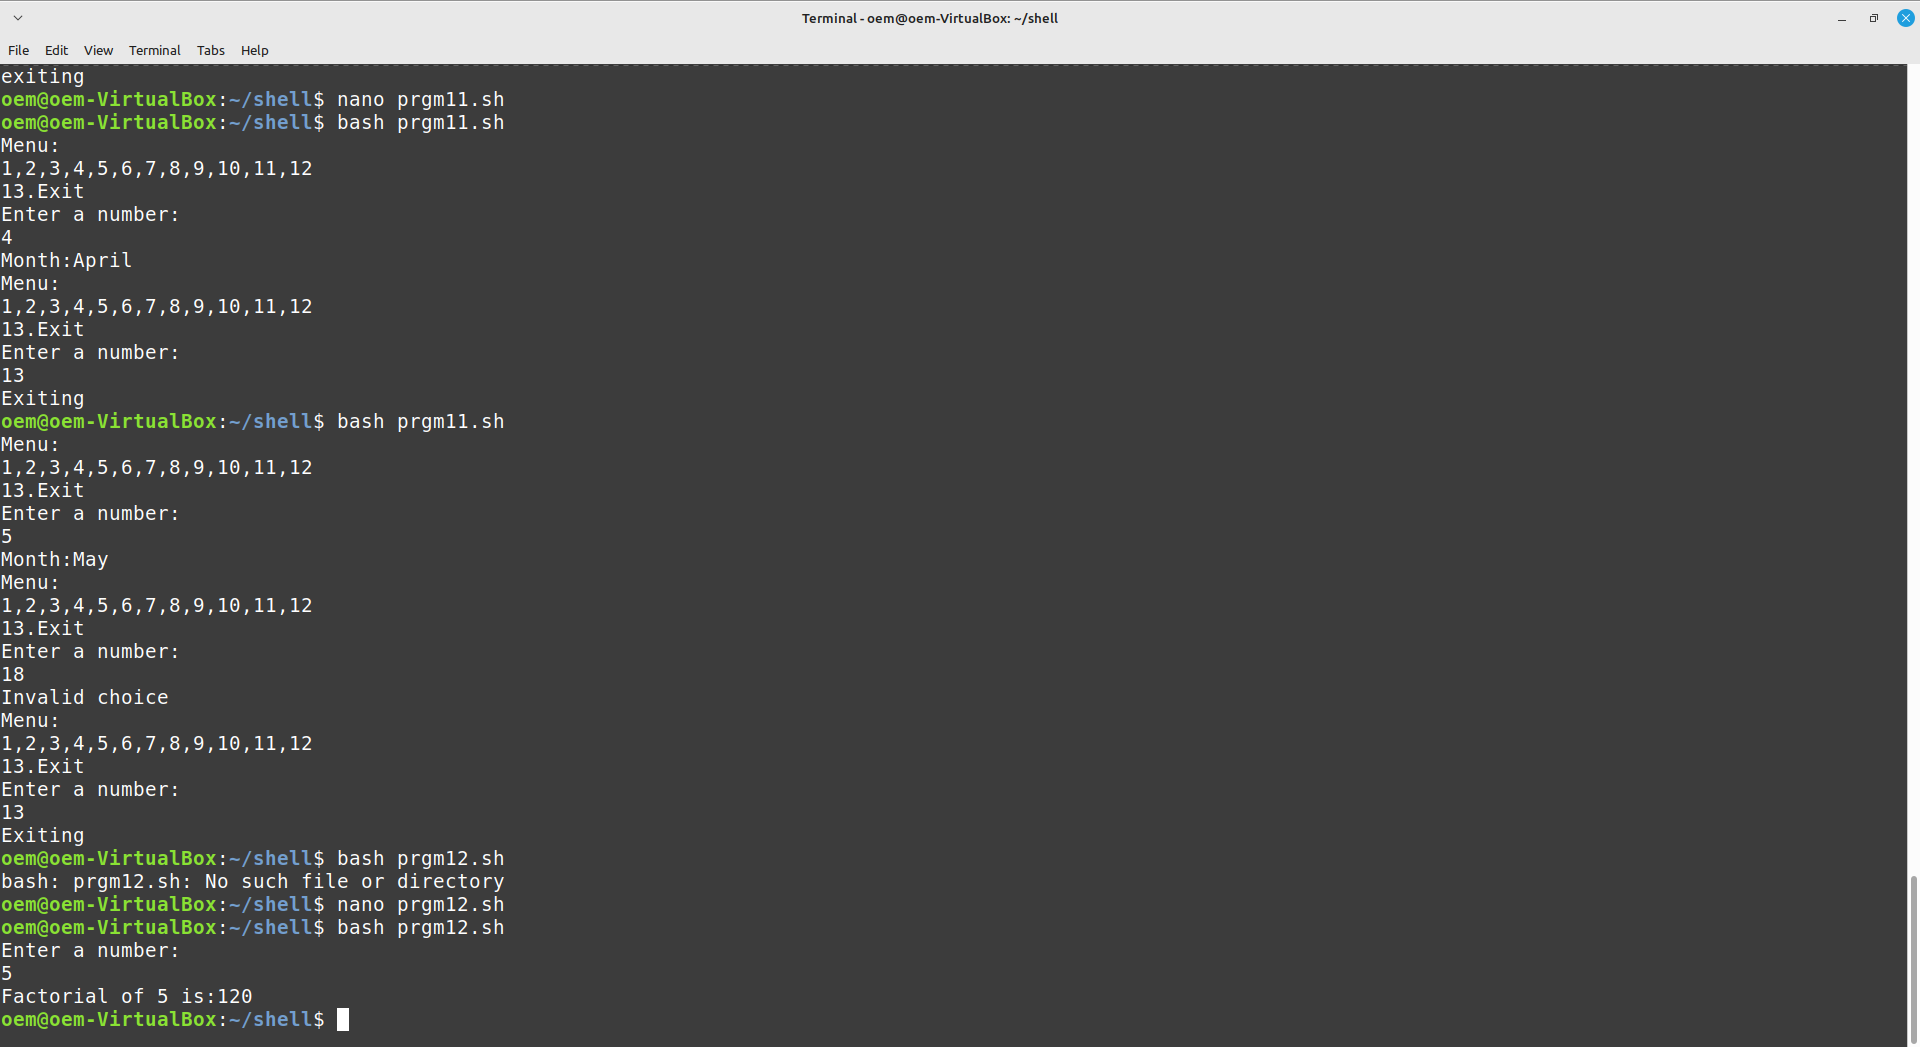 Terminal - oem@oem-VirtualBox: ~/shell
File Edit View Terminal Tabs Help
exiting
oem@oem-VirtualBox:~/shell$ nano prgm11.sh
oem@oem-VirtualBox:~/shell$ bash prgm11.sh
Menu:
1,2,3,4,5,6,7,8,9,10,11,12
13.Exit
Enter a number:
4
Month:April
Menu:
1,2,3,4,5,6,7,8,9,10,11,12
13.Exit
Enter a number:
13
Exiting
oem@oem-VirtualBox:~/shell$ bash prgm11.sh
Menu:
1,2,3,4,5,6,7,8,9,10,11,12
13.Exit
Enter a number:
5
Month:May
Menu:
1,2,3,4,5,6,7,8,9,10,11,12
13.Exit
Enter a number:
18
Invalid choice
Menu:
1,2,3,4,5,6,7,8,9,10,11,12
13.Exit
Enter a number:
13
Exiting
oem@oem-VirtualBox:~/shell$ bash prgm12.sh
bash: prgm12.sh: No such file or directory
oem@oem-VirtualBox:~/shell$ nano prgm12.sh
oem@oem-VirtualBox:~/shell$ bash prgm12.sh
Enter a number:
5
Factorial of 5 is:120
oem@oem-VirtualBox:~/shell$